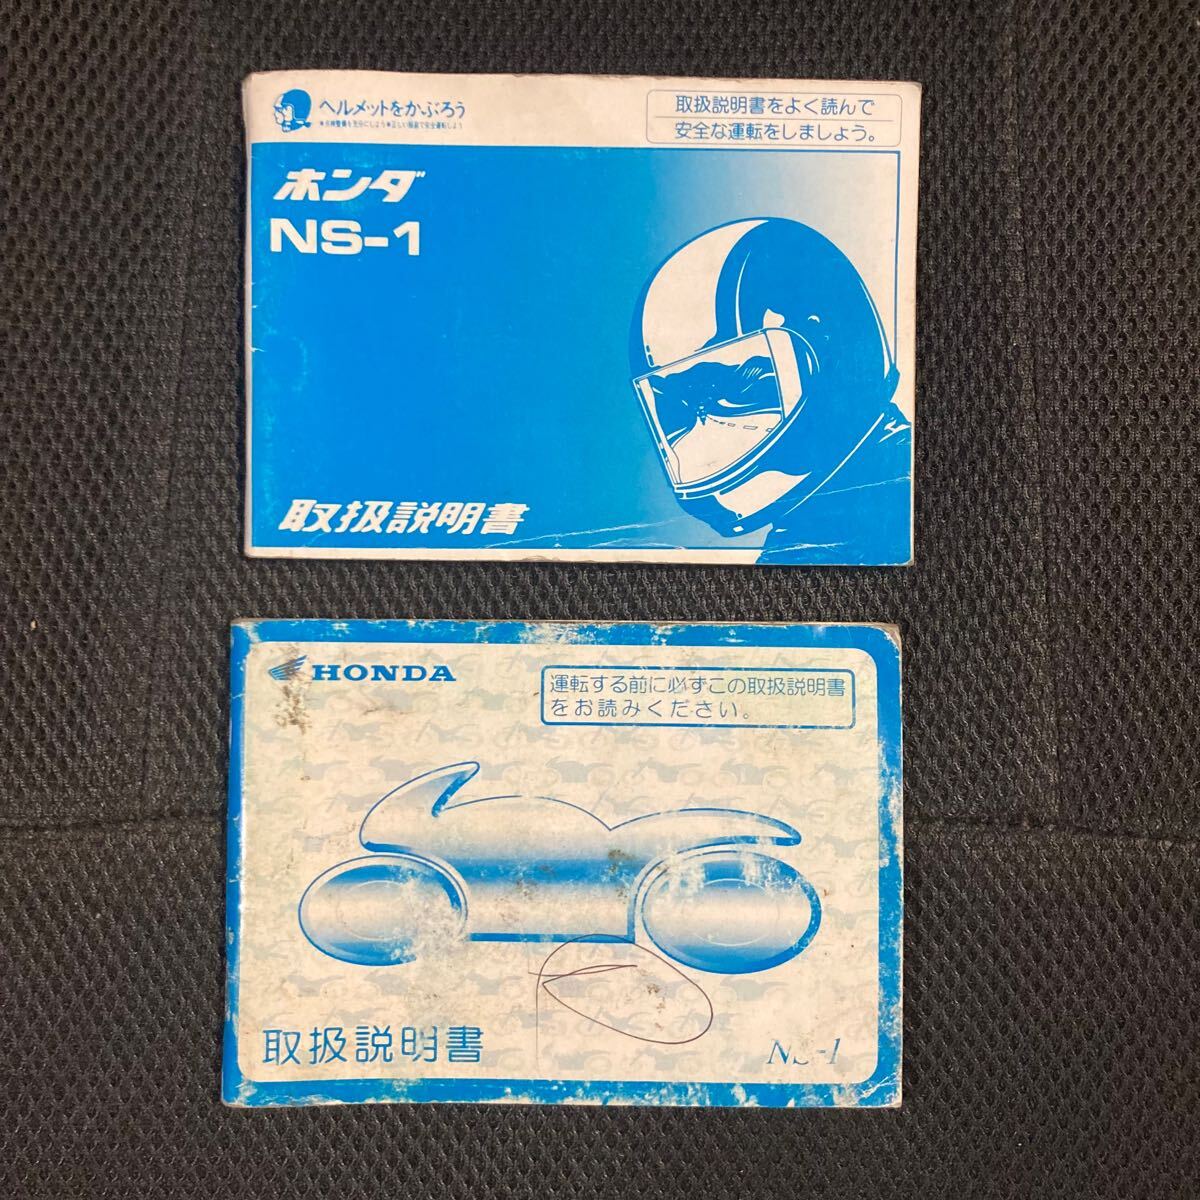 ヘルメットをかぶろう
取扱説明書をよく読んで
安全な運転をしましょう。
ホンダ
NS-1
取扱説明書
HONDA
運転する前に必ずこの取扱説明書
をお読みください。
取扱説明書
NS-1